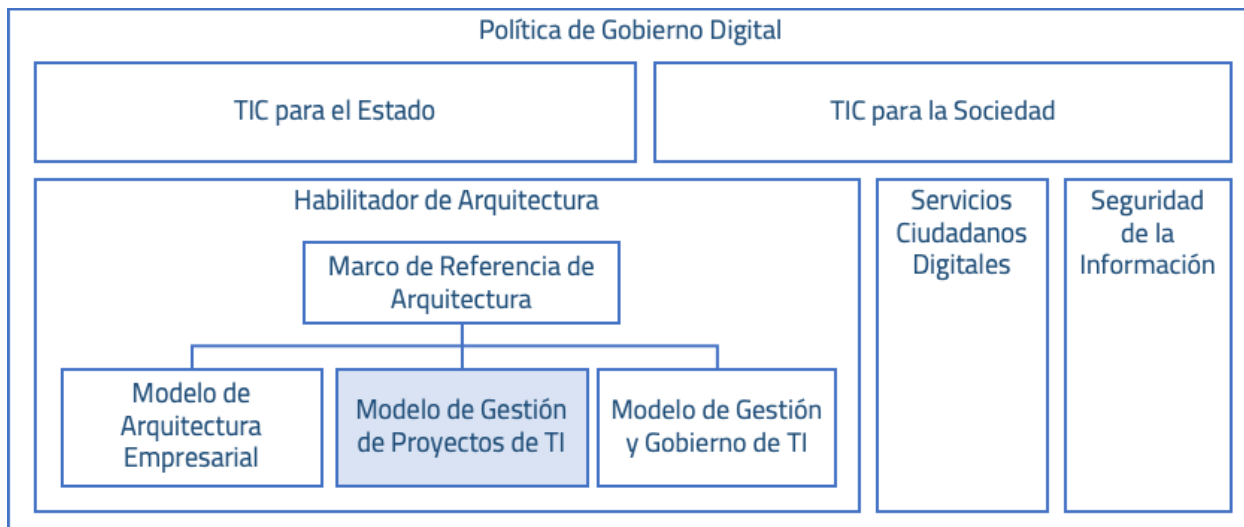 Política de Gobierno Digital
TIC para el Estado
TIC para la Sociedad
Habilitador de Arquitectura
Marco de Referencia de
Arquitectura
Modelo de
Arquitectura
Empresarial
Modelo de Gestión
de Proyectos de TI
Modelo de Gestión
y Gobierno de TI
Servicios
Ciudadanos
Digitales
Seguridad
de la
Información